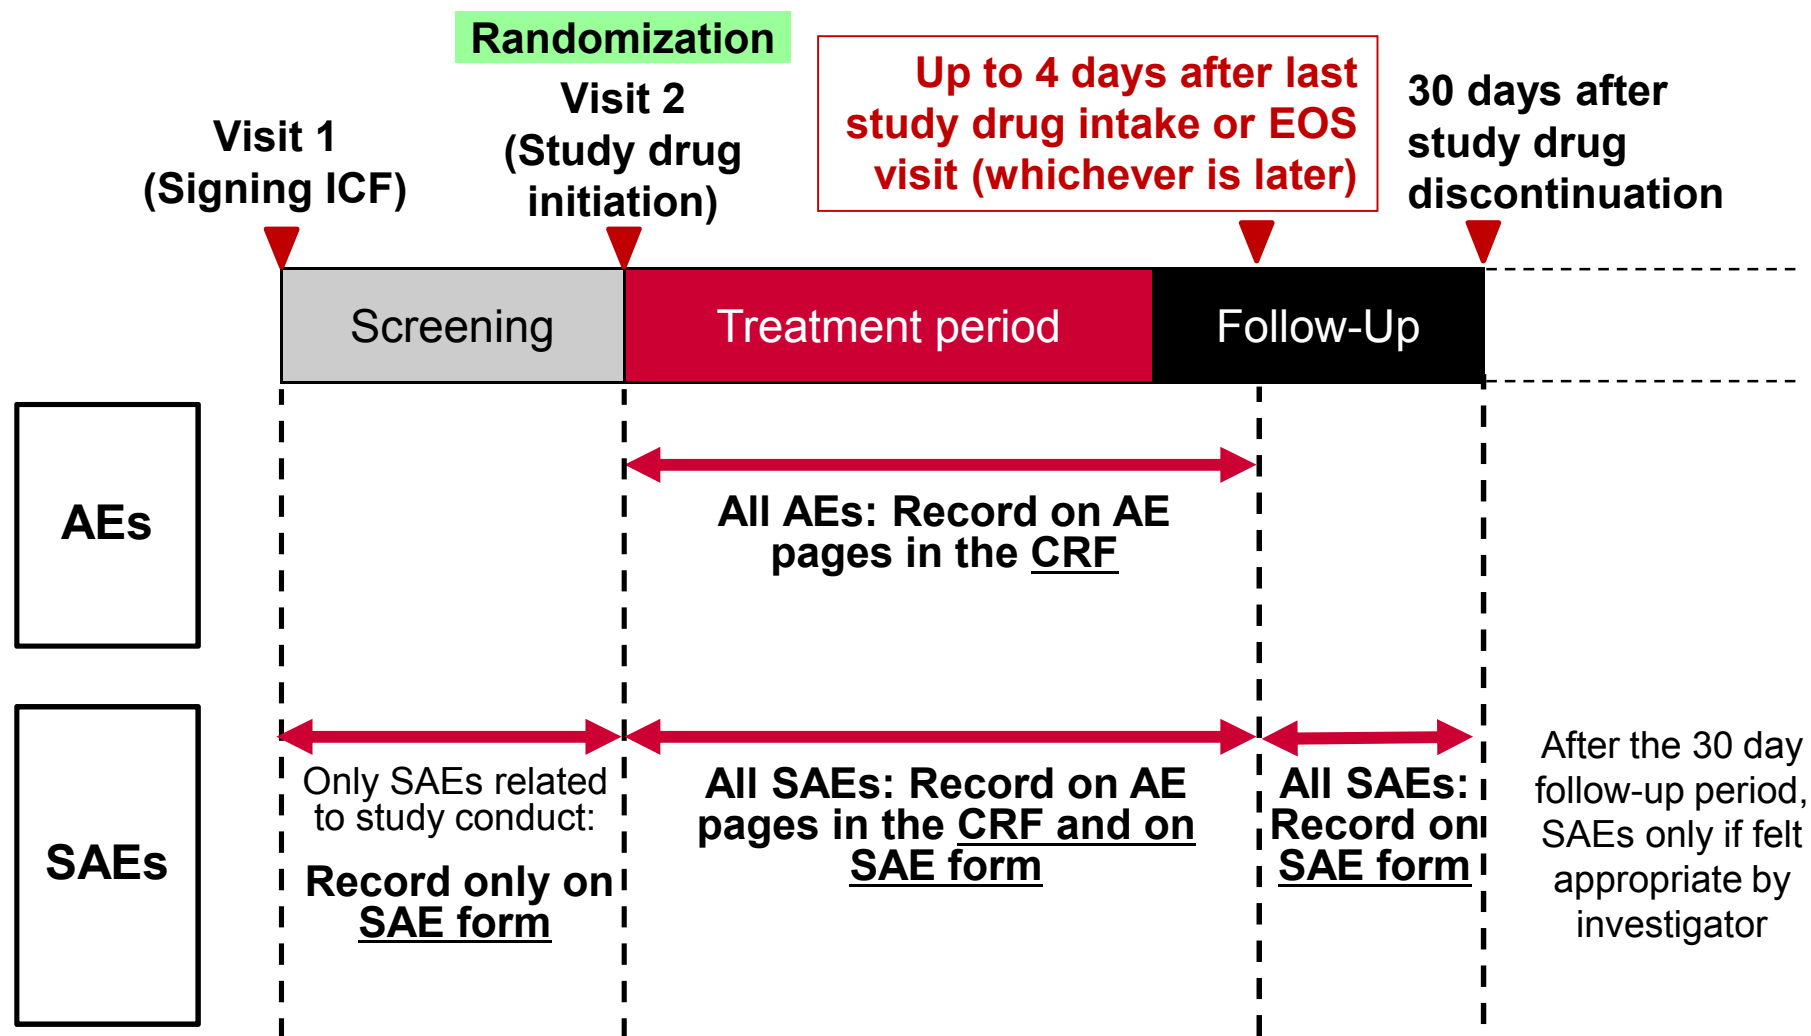 Randomization
Visit 1
(Signing ICF)
Visit 2
(Study drug
initiation)
Up to 4 days after last
study drug intake or EOS
visit (whichever is later)
30 days after
study drug
discontinuation
Screening
Treatment period
Follow-Up
AEs
All AEs: Record on AE
pages in the CRF
SAEs
Only SAEs related
to study conduct:
Record only on
SAE form
All SAEs: Record on AE
pages in the CRF and on
SAE form
All SAEs:
Record on
SAE form
After the 30 day
follow-up period,
SAEs only if felt
appropriate by
investigator